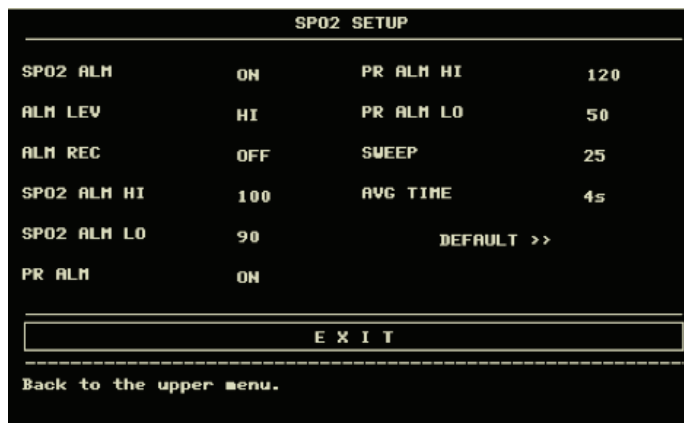 SPO2 SETUP
SPO2 ALM ON PR ALM HI 120
ALM LEV HI PR ALM LO 50
ALM REC OFF SWEEP 25
SPO2 ALM HI 100 AVG TIME 4s
SPO2 ALM LO 90 DEFAULT >>
PR ALM ON
E X I T
Back to the upper menu.